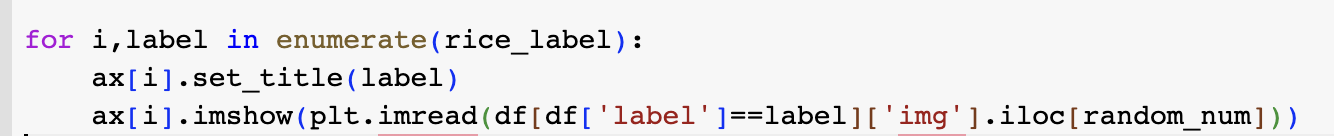 for i,label in enumerate(rice_label):
    ax[i].set_title(label)
    ax[i].imshow(plt.imread(df[df['label']==label]['img'].iloc[random_num]))